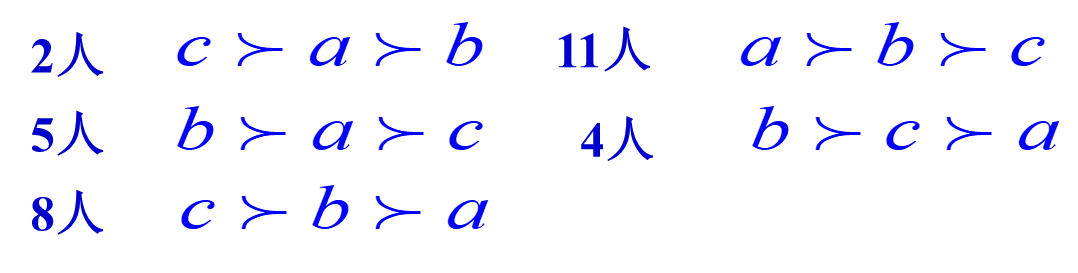 2人 c ≻ a ≻ b 11人 a ≻ b ≻ c
5人 b ≻ a ≻ c 4人 b ≻ c ≻ a
8人 c ≻ b ≻ a